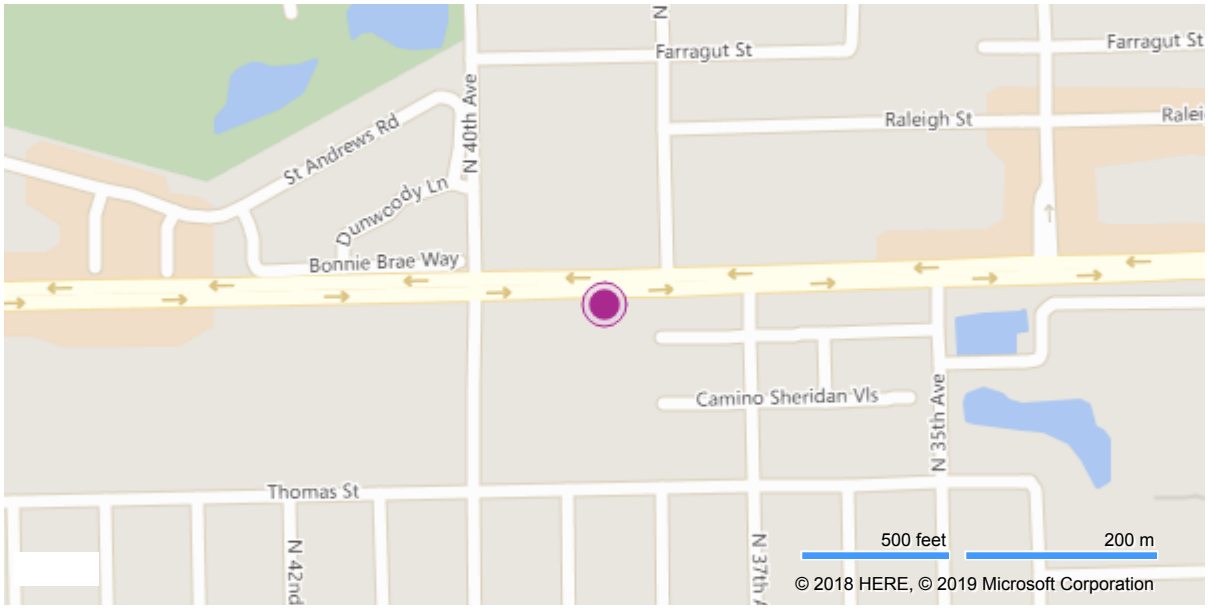 N
Farragut St
Farragut St
N 40th Ave
Raleigh St
Ralei
St Andrews Rd
Dunwoody Ln
Bonnie Brae Way
Camino Sheridan Vls
N 35th Ave
Thomas St
N 42nd
N 37th A
500 feet
200 m
© 2018 HERE, © 2019 Microsoft Corporation